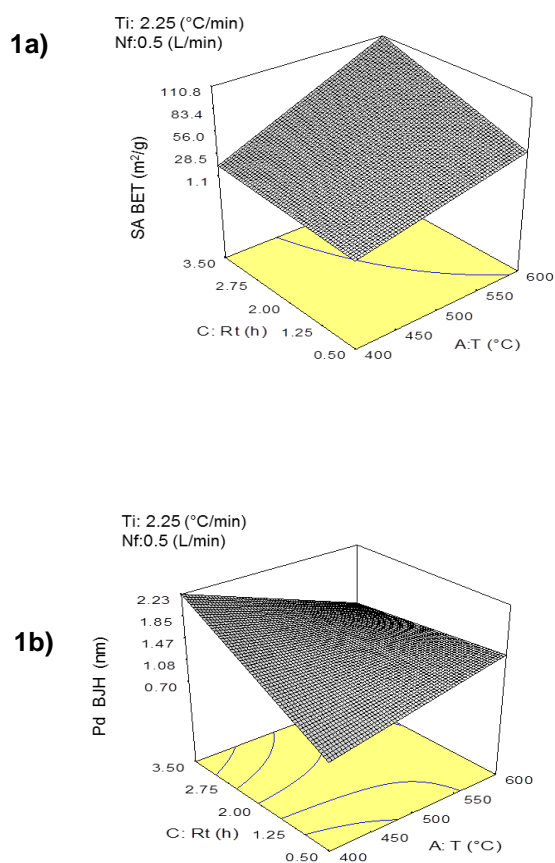 1a)
Ti: 2.25 (°C/min)
Nf:0.5 (L/min)
110.8
83.4
56.0
28.5
1.1
SA BET (m²/g)
3.50
2.75
2.00
1.25
0.50
C: Rt (h)
400
450
500
550
600
A:T (°C)
1b)
Ti: 2.25 (°C/min)
Nf:0.5 (L/min)
2.23
1.85
1.47
1.08
0.70
Pd BJH (nm)
3.50
2.75
2.00
1.25
0.50
C: Rt (h)
400
450
500
550
600
A: T (°C)